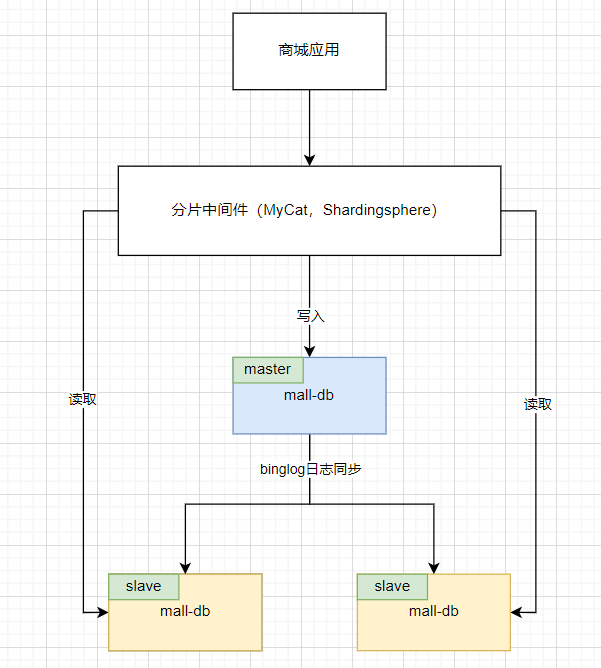 商城应用
分片中间件（MyCat，Shardingsphere）
写入
master
mall-db
读取
读取
binglog日志同步
slave
mall-db
slave
mall-db